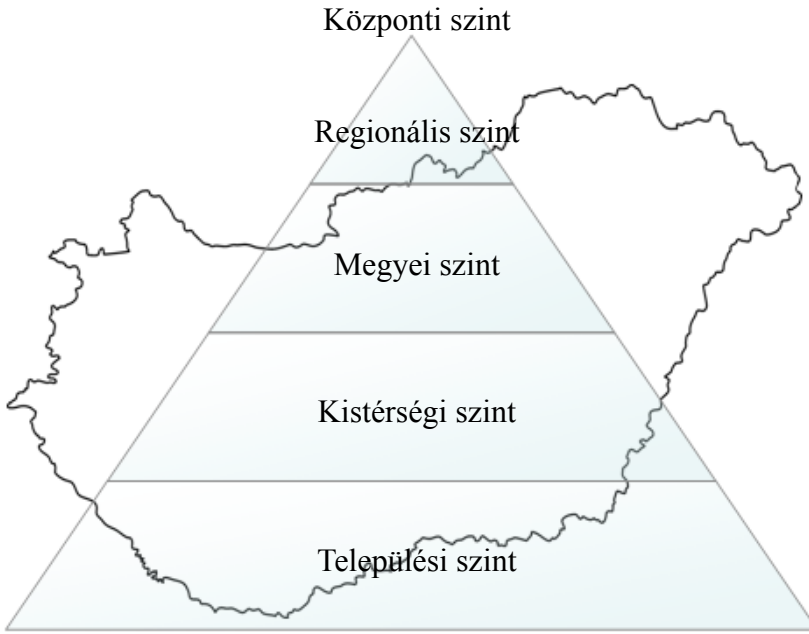 Központi szint
Regionális szint
Megyei szint
Kistérségi szint
Települési szint